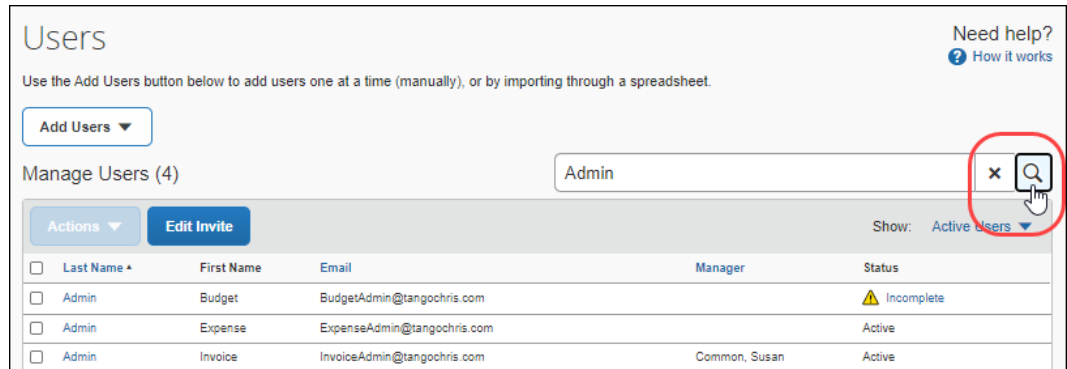 Users
Need help?
? How it works
Use the Add Users button below to add users one at a time (manually), or by importing through a spreadsheet.
Add Users
Manage Users (4)
Admin
Actions
Edit Invite
Show: Active Users
Last Name First Name Email Manager Status
Admin Budget BudgetAdmin@tangochris.com Incomplete
Admin Expense ExpenseAdmin@tangochris.com Active
Admin Invoice InvoiceAdmin@tangochris.com Common, Susan Active